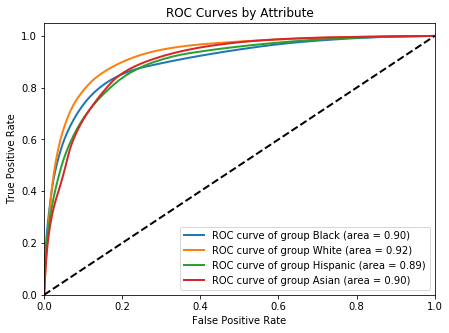 ROC Curves by Attribute
True Positive Rate
1.0
0.8
0.6
0.4
0.2
0.0
ROC curve of group Black (area = 0.90)
ROC curve of group White (area = 0.92)
ROC curve of group Hispanic (area = 0.89)
ROC curve of group Asian (area = 0.90)
0.0 0.2 0.4 0.6 0.8 1.0
False Positive Rate